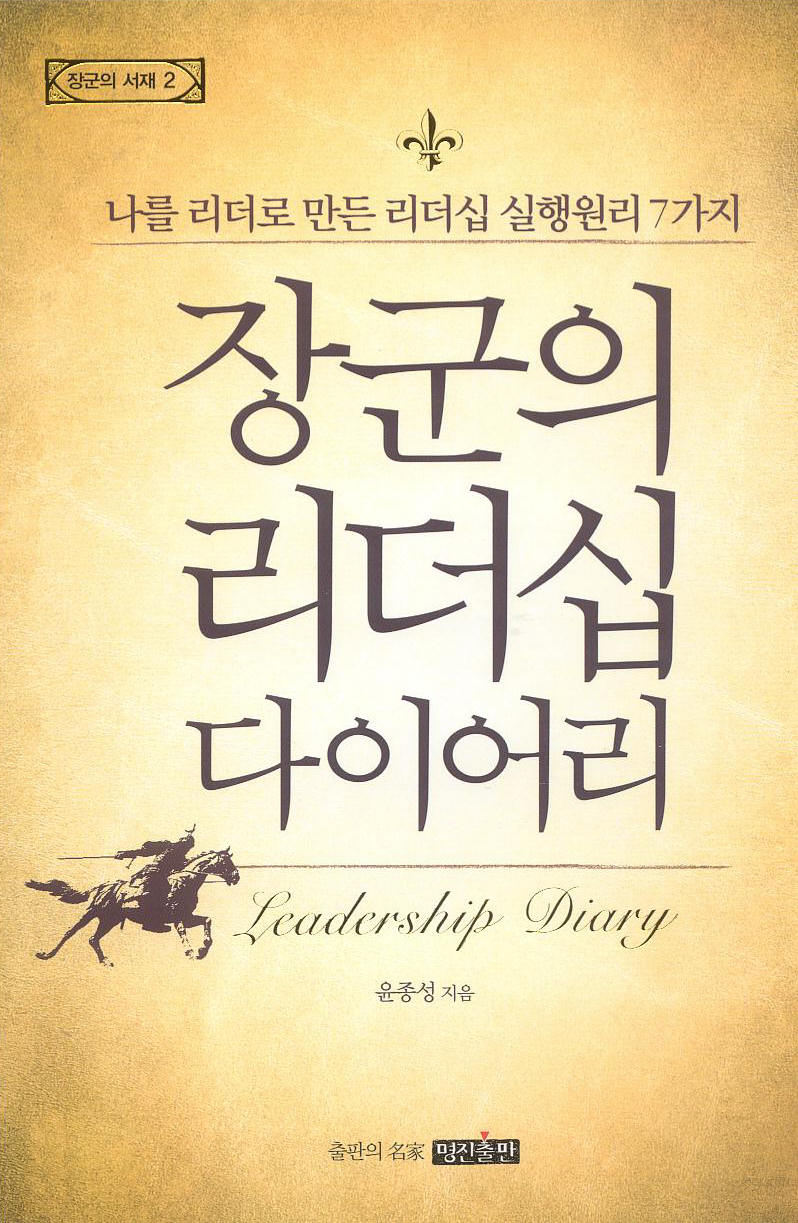 장군의 서재 2
나를 리더로 만든 리더십 실행원리 7가지
장군의
리더십
다이어리
Leadership Diary
윤종성 지음
출판의 名家 명진출판